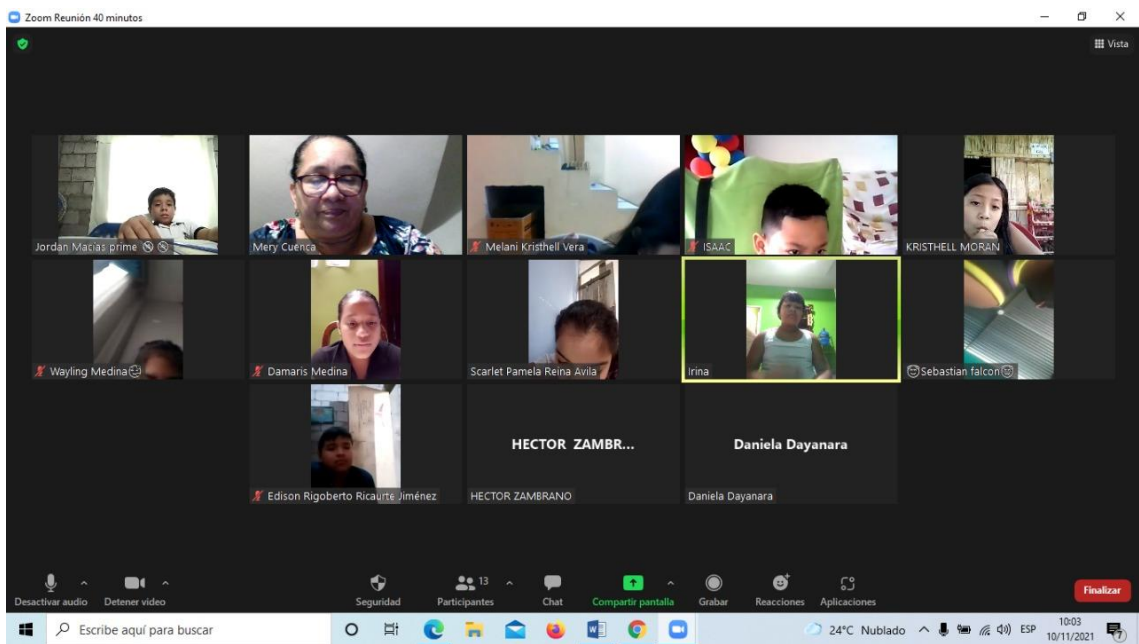 Zoom Reunión 40 minutos
Vista
Jordan Macias prime
Mery Cuenca
Melani Kristhell Vera
ISAAC
KRISTHELL MORAN
Wayling Medina
Damaris Medina
Scarlet Pamela Reina Avila
Irina
Sebastian falcon
Edison Rigoberto Ricaurte Jiménez
HECTOR ZAMBR...
HECTOR ZAMBRANO
Daniela Dayanara
Daniela Dayanara
Desactivar audio
Detener video
Seguridad
Participantes
13
Chat
Compartir pantalla
Grabar
Reacciones
Aplicaciones
Finalizar
Escribe aquí para buscar
24°C Nublado
ESP
10:03
10/11/2021